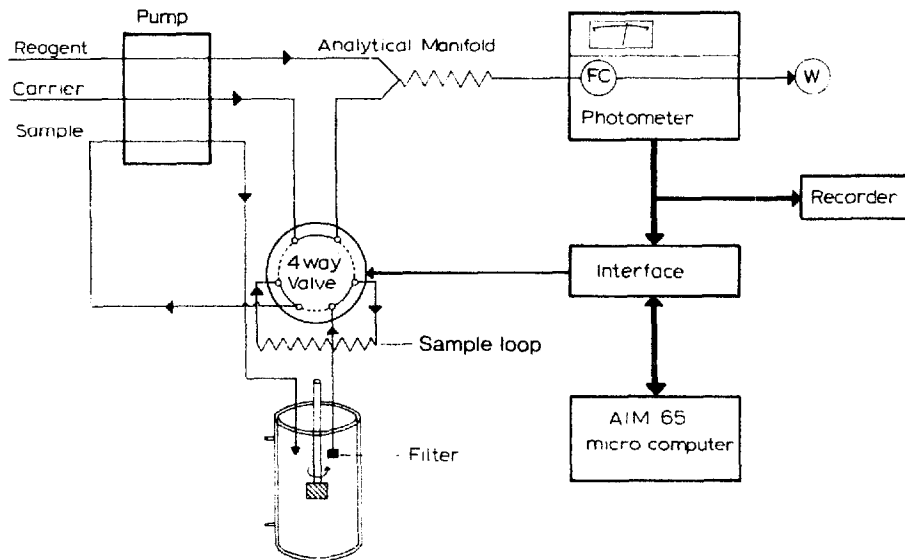 Pump
Reagent
Analytical Manifold
FC
W
Carrier
Photometer
Sample
Recorder
4 way
Valve
Interface
Sample loop
AIM 65
micro computer
Filter